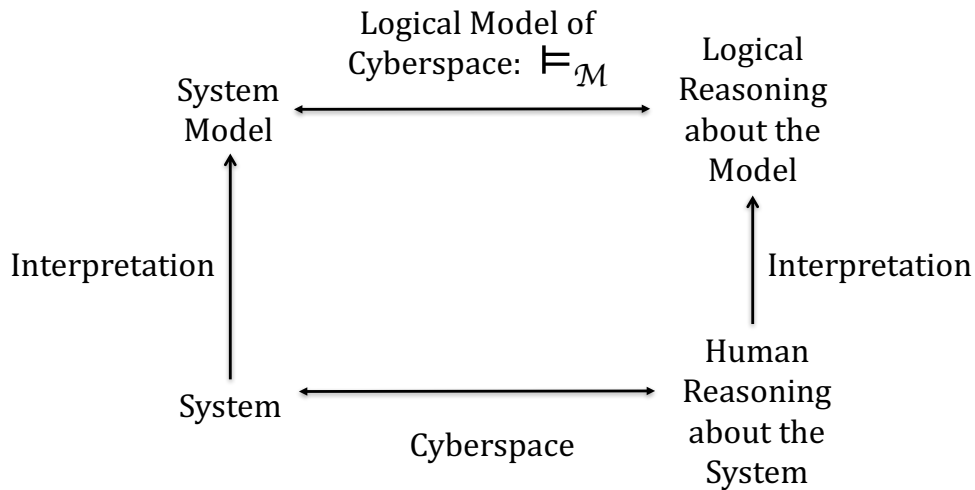 Logical Model of
Cyberspace: ⊨ℳ
System
Model
Logical
Reasoning
about the
Model
Interpretation
Interpretation
System
Cyberspace
Human
Reasoning
about the
System